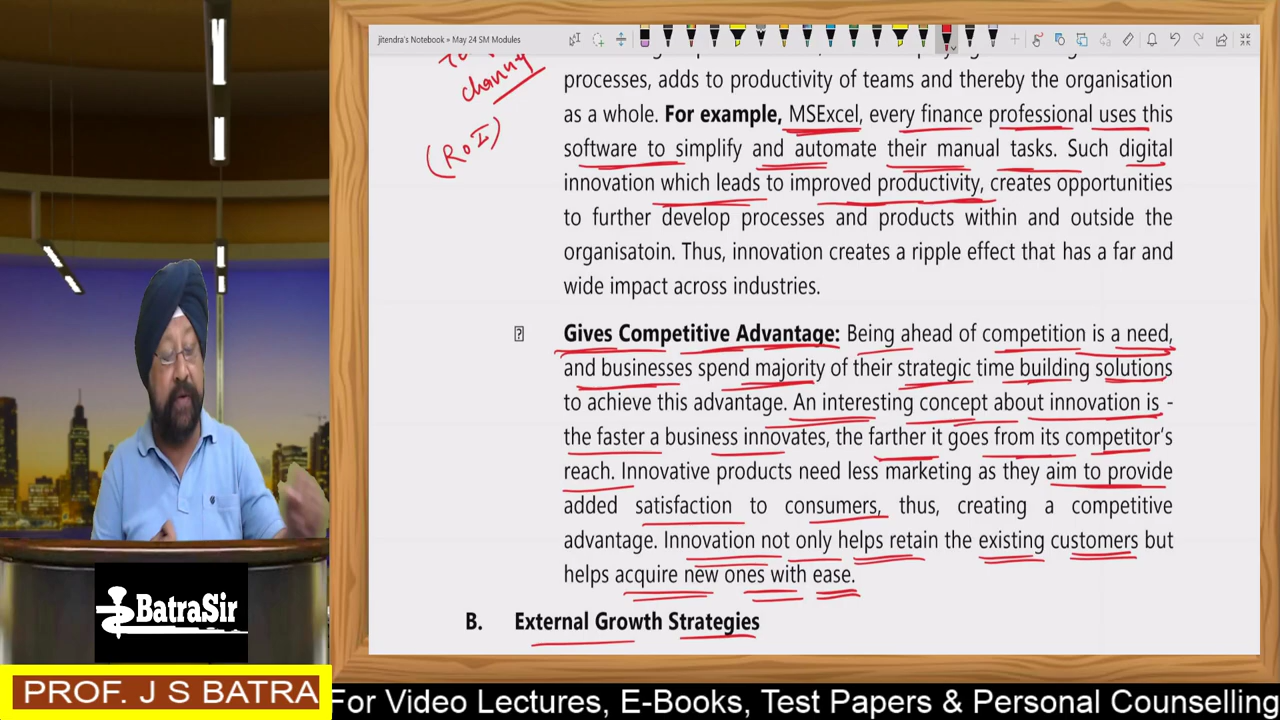 jitendra's Notebook » May 24 SM Modules
changing
(ROI)
processes, adds to productivity of teams and thereby the organisation
as a whole. For example, MSExcel, every finance professional uses this
software to simplify and automate their manual tasks. Such digital
innovation which leads to improved productivity, creates opportunities
to further develop processes and products within and outside the
organisatoin. Thus, innovation creates a ripple effect that has a far and
wide impact across industries.
Gives Competitive Advantage: Being ahead of competition is a need,
and businesses spend majority of their strategic time building solutions
to achieve this advantage. An interesting concept about innovation is -
the faster a business innovates, the farther it goes from its competitor's
reach. Innovative products need less marketing as they aim to provide
added satisfaction to consumers, thus, creating a competitive
advantage. Innovation not only helps retain the existing customers but
helps acquire new ones with ease.
B. External Growth Strategies
BatraSir
PROF. J S BATRA
For Video Lectures, E-Books, Test Papers & Personal Counselling